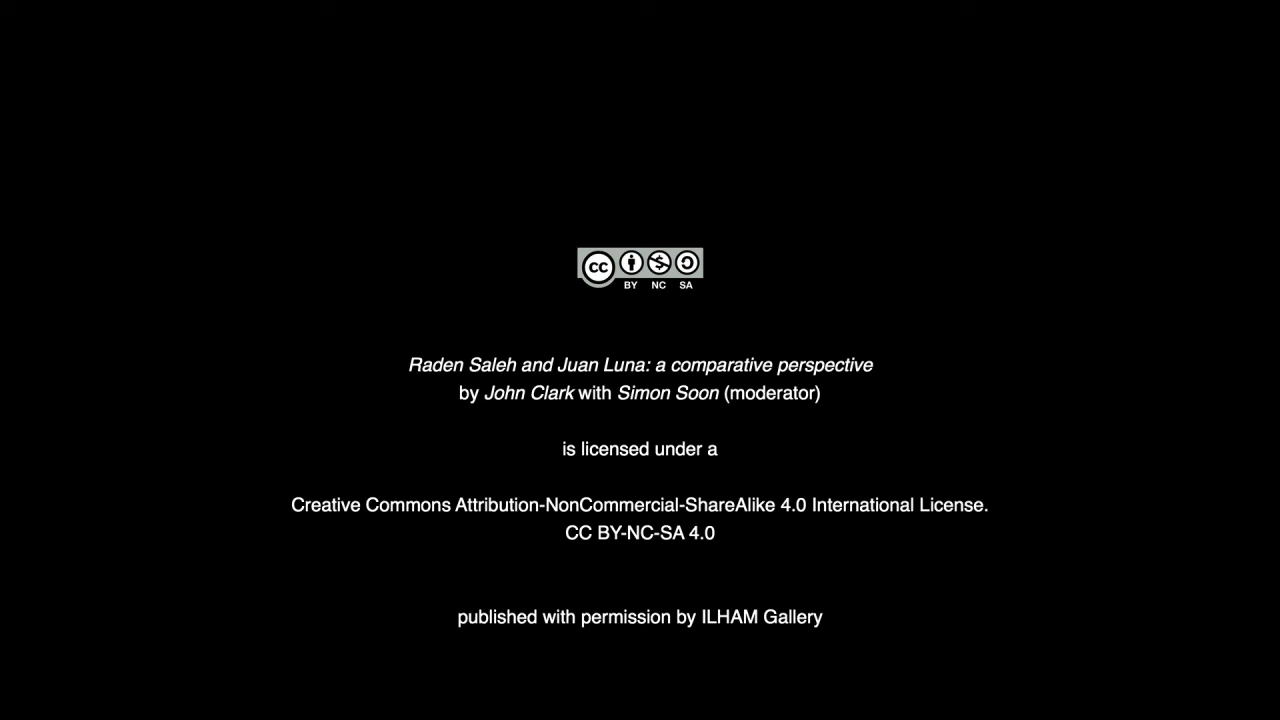 cc
BY NC SA
Raden Saleh and Juan Luna: a comparative perspective
by John Clark with Simon Soon (moderator)
is licensed under a
Creative Commons Attribution-NonCommercial-ShareAlike 4.0 International License.
CC BY-NC-SA 4.0
published with permission by ILHAM Gallery